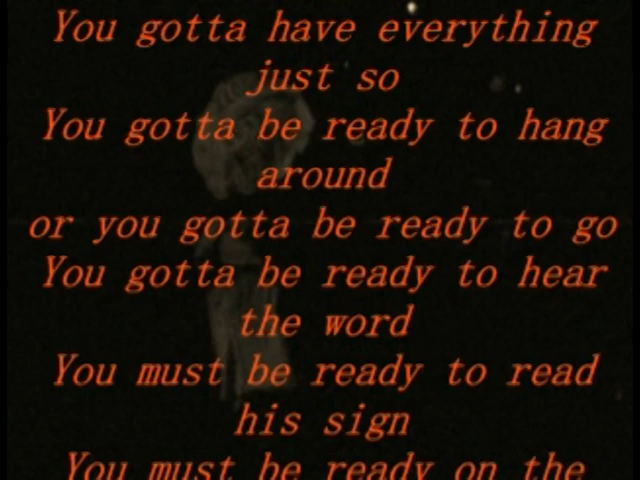 You gotta have everything
just so
You gotta be ready to hang
around
or you gotta be ready to go
You gotta be ready to hear
the word
You must be ready to read
his sign
You must be ready on the